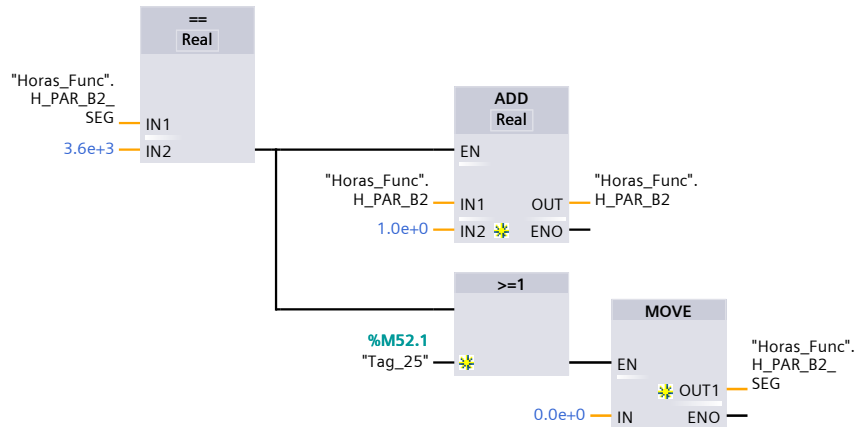 ==
Real
"Horas_Func".
H_PAR_B2_
SEG
IN1
3.6e+3
IN2
ADD
Real
EN
"Horas_Func".
H_PAR_B2
IN1
OUT
"Horas_Func".
H_PAR_B2
1.0e+0
IN2
ENO
>=1
%M52.1
"Tag_25"
MOVE
EN
"Horas_Func".
H_PAR_B2_
SEG
OUT1
0.0e+0
IN
ENO